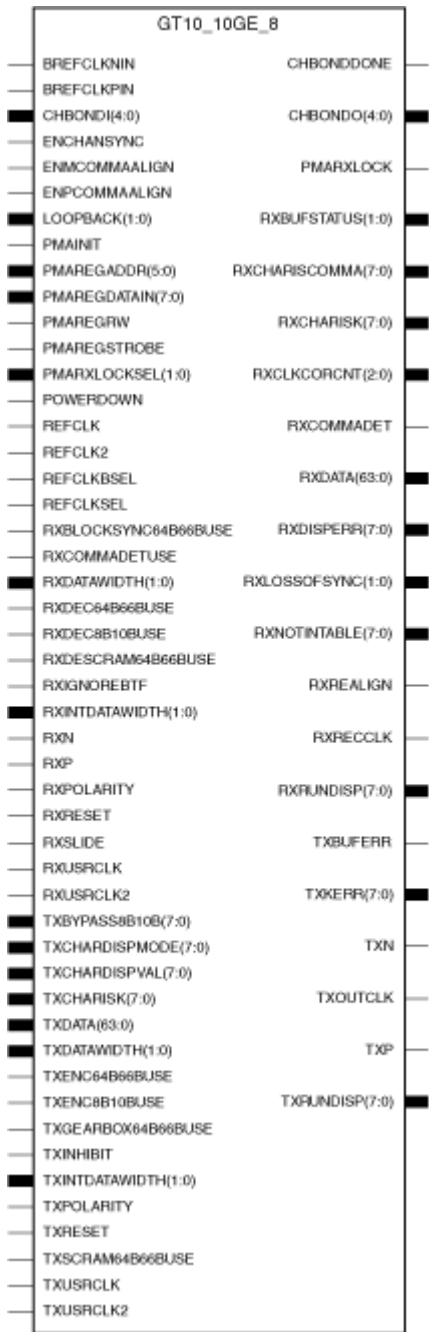 GT10_10GE_8
BREFCLKNIN CHBONDDONE
BREFCLKPIN
CHBONDI(4:0) CHBONDO(4:0)
ENCHANSYNC
ENMCOMMAALIGN PMARXLOCK
ENPCOMMAALIGN
LOOPBACK(1:0) RXBUFSTATUS(1:0)
PMAINIT
PMAREGADDR(5:0) RXCHARISCOMMA(7:0)
PMAREGDATAIN(7:0)
PMAREGRW RXCHARISK(7:0)
PMAREGSTROBE
PMARXLOCKSEL(1:0) RXCLKCORCNT(2:0)
POWERDOWN
REFCLK RXCOMMADET
REFCLK2
REFCLKBSEL RXDATA(63:0)
REFCLKSEL
RXBLOCKSYNC64B66BUSE RXDISPERR(7:0)
RXCOMMADETUSE
RXDATAWIDTH(1:0) RXLOSSOFSYNC(1:0)
RXDEC64B66BUSE
RXDEC8B10BUSE RXNOTINTABLE(7:0)
RXDESCRAM64B66BUSE
RXIGNOREBTF RXREALIGN
RXINTDATAWIDTH(1:0)
RXN RXRECCLK
RXP
RXPOLARITY RXRUNDISP(7:0)
RXRESET
RXSLIDE TXBUFERR
RXUSRCLK
RXUSRCLK2 TXKERR(7:0)
TXBYPASS8B10B(7:0)
TXCHARDISPMODE(7:0) TXN
TXCHARDISPVAL(7:0)
TXCHARISK(7:0) TXOUTCLK
TXDATA(63:0)
TXDATAWIDTH(1:0) TXP
TXENC64B66BUSE
TXENC8B10BUSE TXRUNDISP(7:0)
TXGEARBOX64B66BUSE
TXINHIBIT
TXINTDATAWIDTH(1:0)
TXPOLARITY
TXRESET
TXSCRAM64B66BUSE
TXUSRCLK
TXUSRCLK2